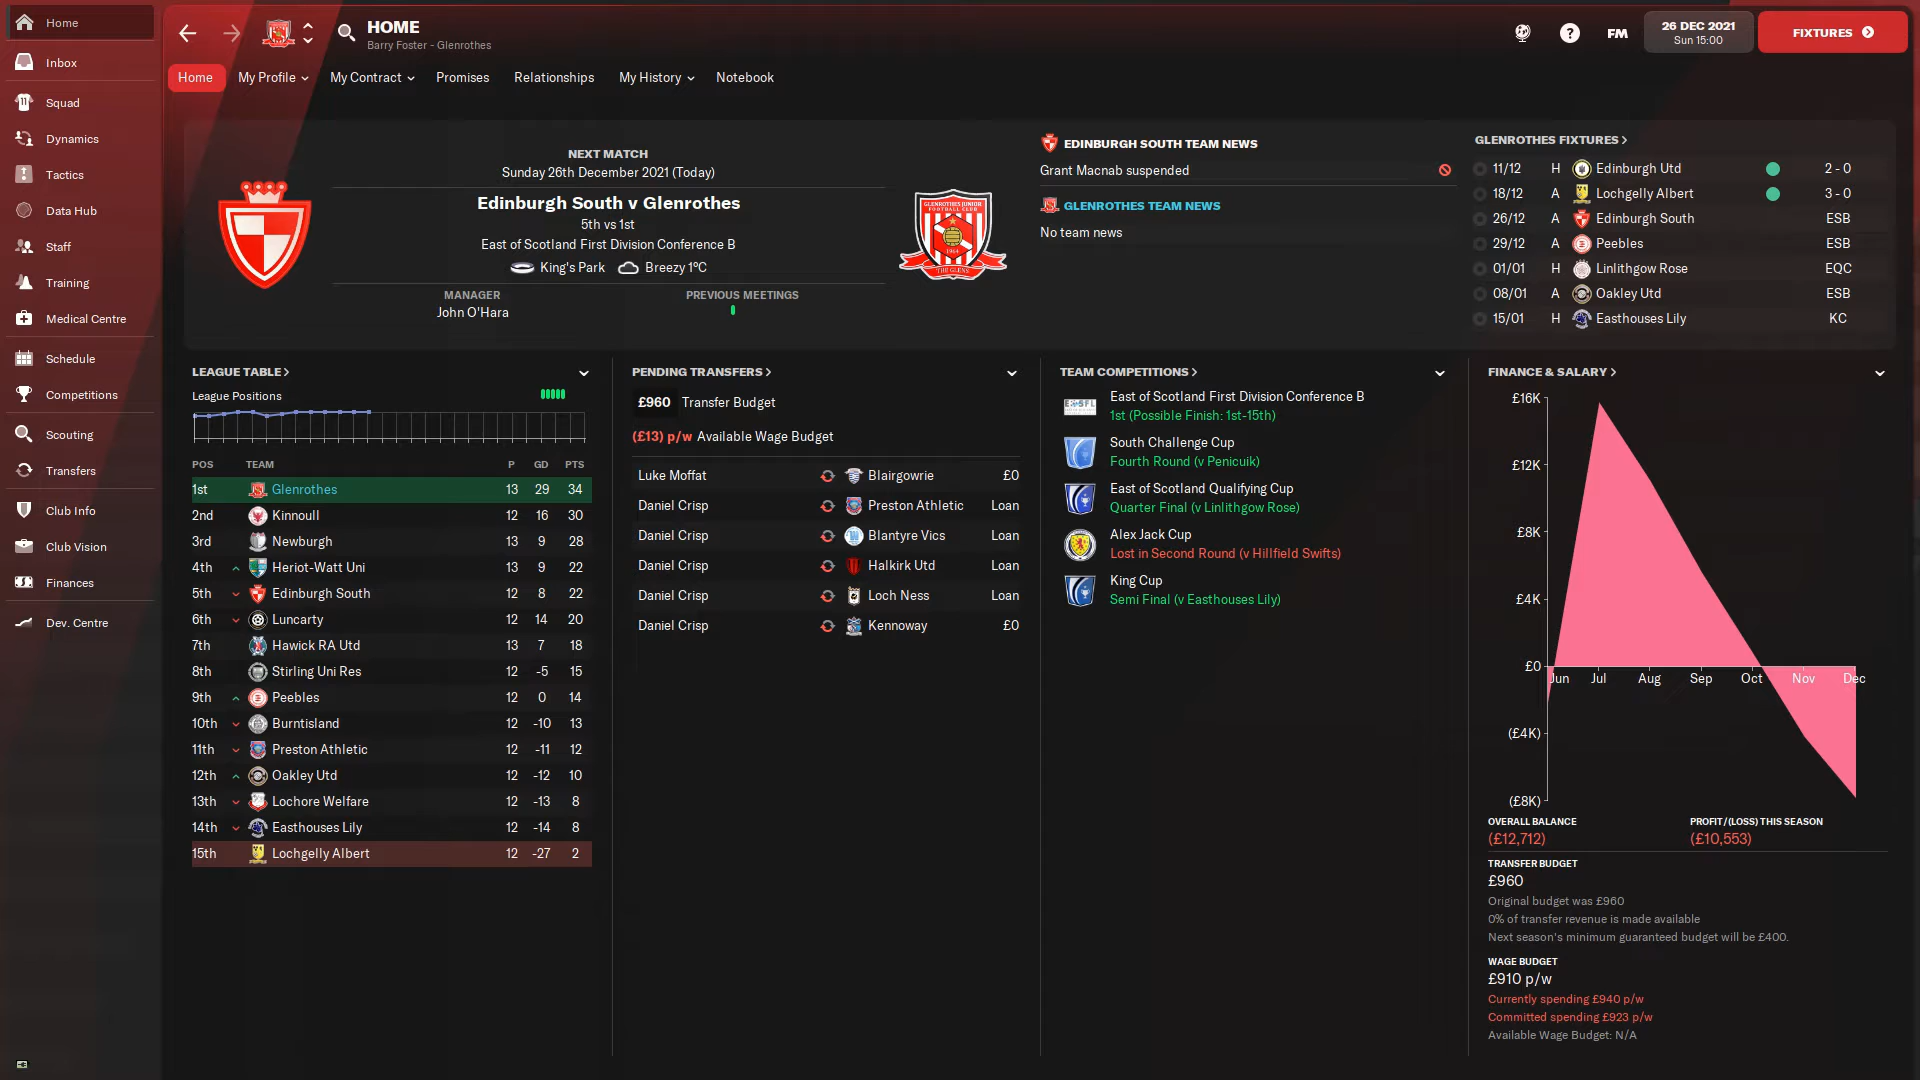 Home
Inbox
Squad
Dynamics
Tactics
Data Hub
Staff
Training
Medical Centre
Schedule
Competitions
Scouting
Transfers
Club Info
Club Vision
Finances
Dev. Centre
HOME
Barry Foster - Glenrothes
FM
26 DEC 2021
Sun 15:00
FIXTURES
Home My Profile My Contract Promises Relationships My History Notebook
NEXT MATCH
Sunday 26th December 2021 (Today)
Edinburgh South v Glenrothes
5th vs 1st
East of Scotland First Division Conference B
King's Park Breezy 1ºC
MANAGER
John O'Hara
PREVIOUS MEETINGS
GLENROTHES JUNIOR
FOOTBALL CLUB
1964
THE GLENS
EDINBURGH SOUTH TEAM NEWS
Grant Macnab suspended
GLENROTHES TEAM NEWS
No team news
GLENROTHES FIXTURES
11/12 H Edinburgh Utd 2 - 0
18/12 A Lochgelly Albert 3 - 0
26/12 A Edinburgh South ESB
29/12 A Peebles ESB
01/01 H Linlithgow Rose EQC
08/01 A Oakley Utd ESB
15/01 H Easthouses Lily KC
LEAGUE TABLE
League Positions
POS TEAM P GD PTS
1st Glenrothes 13 29 34
2nd Kinnoull 12 16 30
3rd Newburgh 13 9 28
4th Heriot-Watt Uni 13 9 22
5th Edinburgh South 12 8 22
6th Luncarty 12 14 20
7th Hawick RA Utd 13 7 18
8th Stirling Uni Res 12 -5 15
9th Peebles 12 0 14
10th Burntisland 12 -10 13
11th Preston Athletic 12 -11 12
12th Oakley Utd 12 -12 10
13th Lochore Welfare 12 -13 8
14th Easthouses Lily 12 -14 8
15th Lochgelly Albert 12 -27 2
PENDING TRANSFERS
£960 Transfer Budget
(£13) p/w Available Wage Budget
Luke Moffat Blairgowrie £0
Daniel Crisp Preston Athletic Loan
Daniel Crisp Blantyre Vics Loan
Daniel Crisp Halkirk Utd Loan
Daniel Crisp Loch Ness Loan
Daniel Crisp Kennoway £0
TEAM COMPETITIONS
East of Scotland First Division Conference B
1st (Possible Finish: 1st-15th)
South Challenge Cup
Fourth Round (v Penicuik)
East of Scotland Qualifying Cup
Quarter Final (v Linlithgow Rose)
Alex Jack Cup
Lost in Second Round (v Hillfield Swifts)
King Cup
Semi Final (v Easthouses Lily)
FINANCE & SALARY
£16K
£12K
£8K
£4K
£0
(£4K)
(£8K)
Jun Jul Aug Sep Oct Nov Dec
OVERALL BALANCE
(£12,712)
PROFIT/(LOSS) THIS SEASON
(£10,553)
TRANSFER BUDGET
£960
Original budget was £960
0% of transfer revenue is made available
Next season's minimum guaranteed budget will be £400.
WAGE BUDGET
£910 p/w
Currently spending £940 p/w
Committed spending £923 p/w
Available Wage Budget: N/A